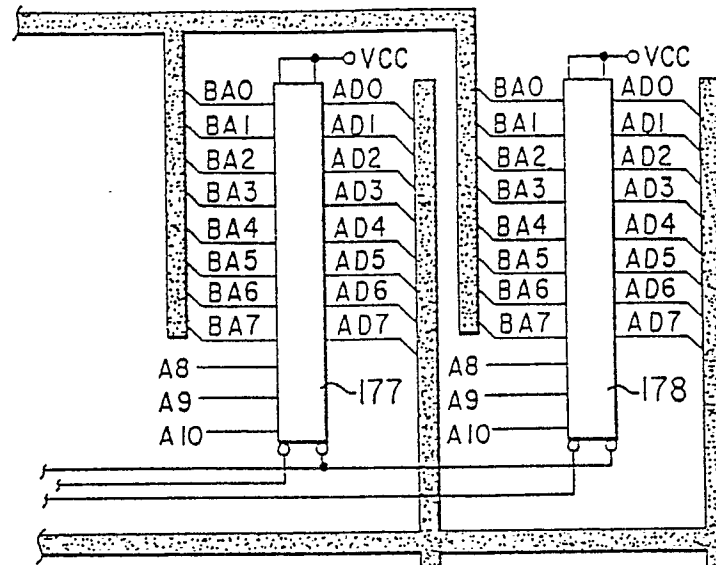 VCC VCC
BA0 AD0 BA0 AD0
BA1 AD1 BA1 AD1
BA2 AD2 BA2 AD2
BA3 AD3 BA3 AD3
BA4 AD4 BA4 AD4
BA5 AD5 BA5 AD5
BA6 AD6 BA6 AD6
BA7 AD7 BA7 AD7
A8 A8
177 178
A9 A9
A10 A10